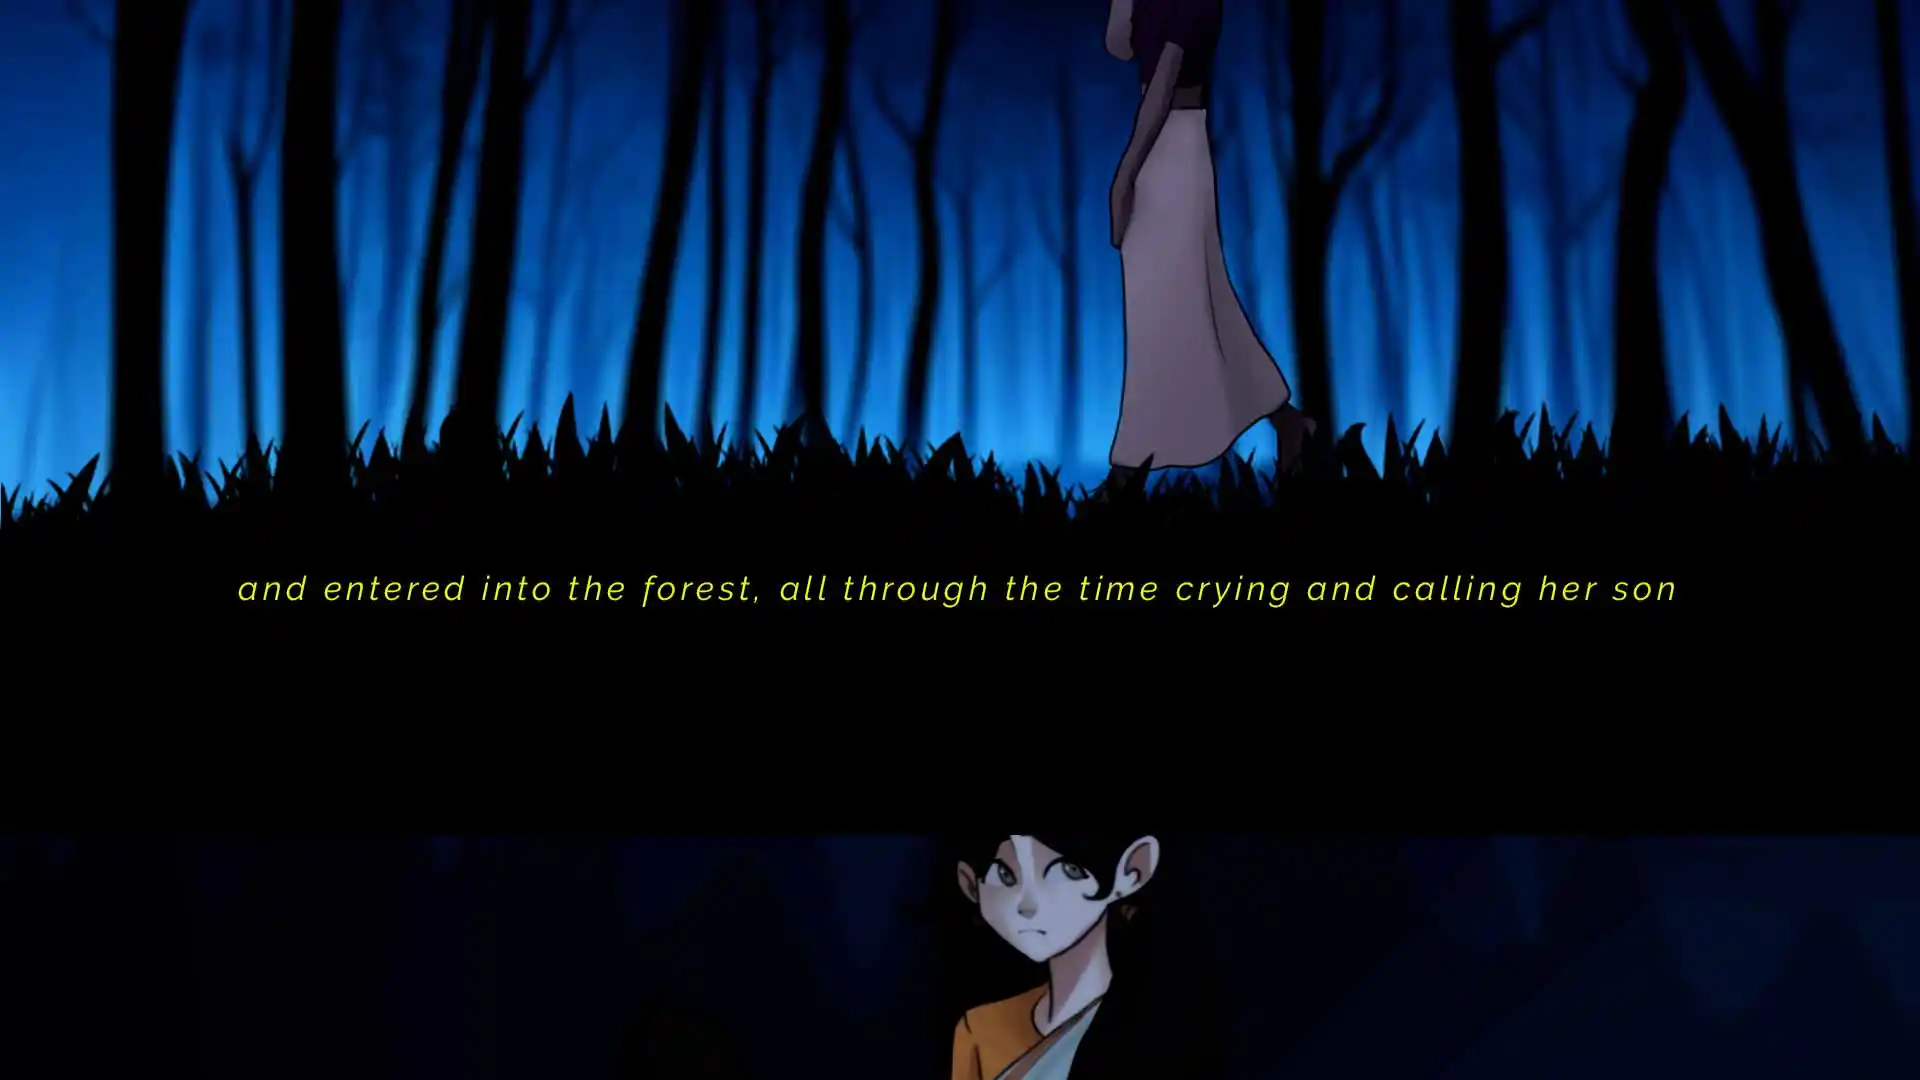 and entered into the forest, all through the time crying and calling her son